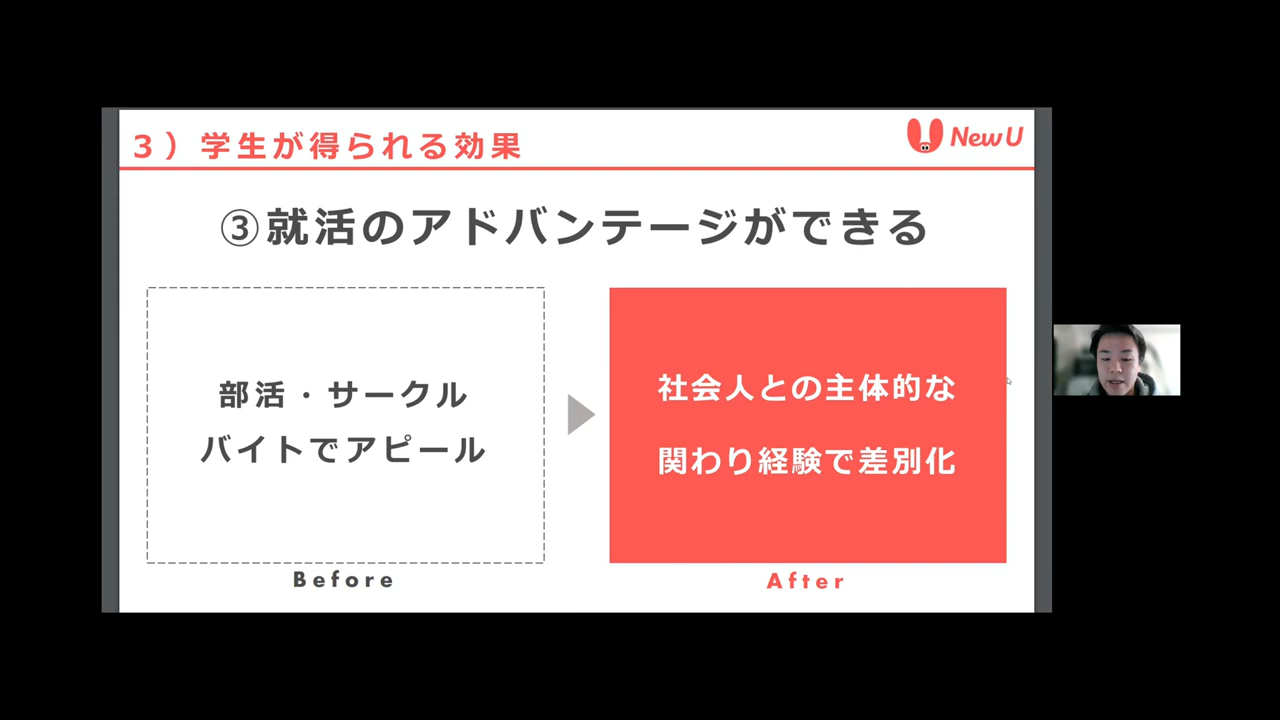 ３）学生が得られる効果
New U
③就活のアドバンテージができる
部活・サークル
バイトでアピール
社会人との主体的な
関わり経験で差別化
Before
After